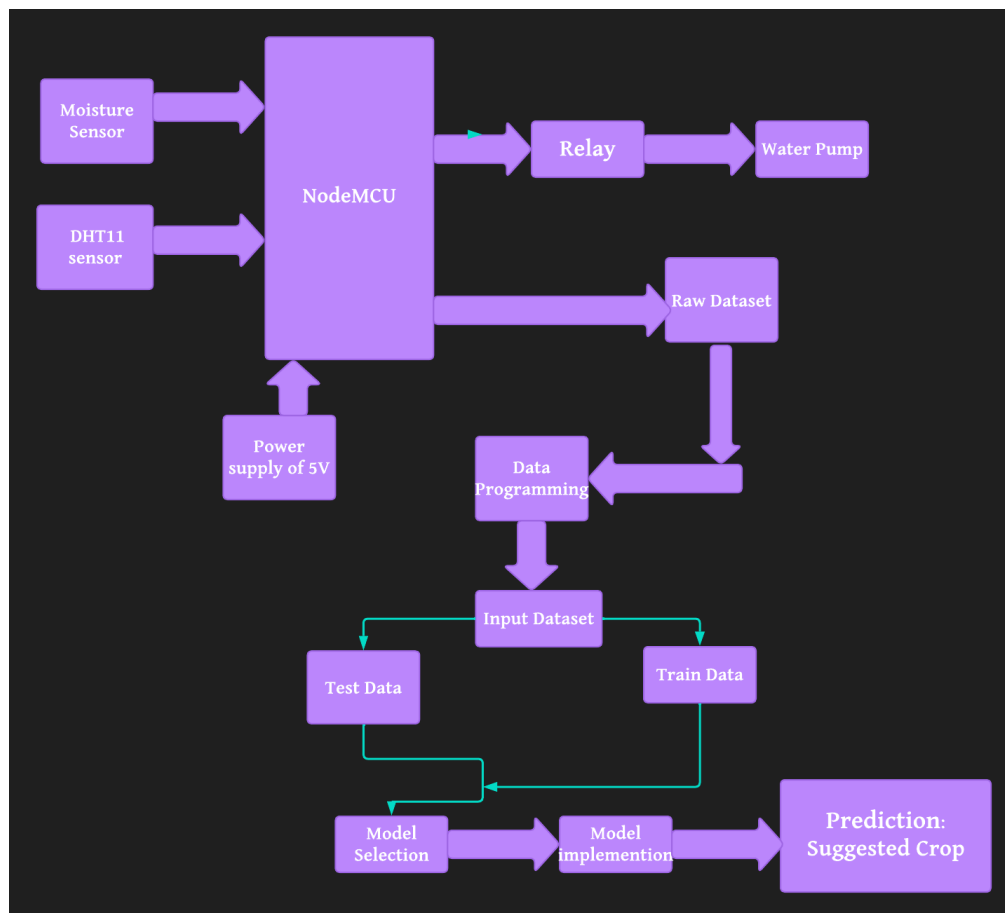 Moisture
Sensor
NodeMCU
Relay
Water Pump
DHT11
sensor
Raw Dataset
Power
supply of 5V
Data
Programming
Input Dataset
Test Data
Train Data
Model
Selection
Model
implemention
Prediction:
Suggested Crop